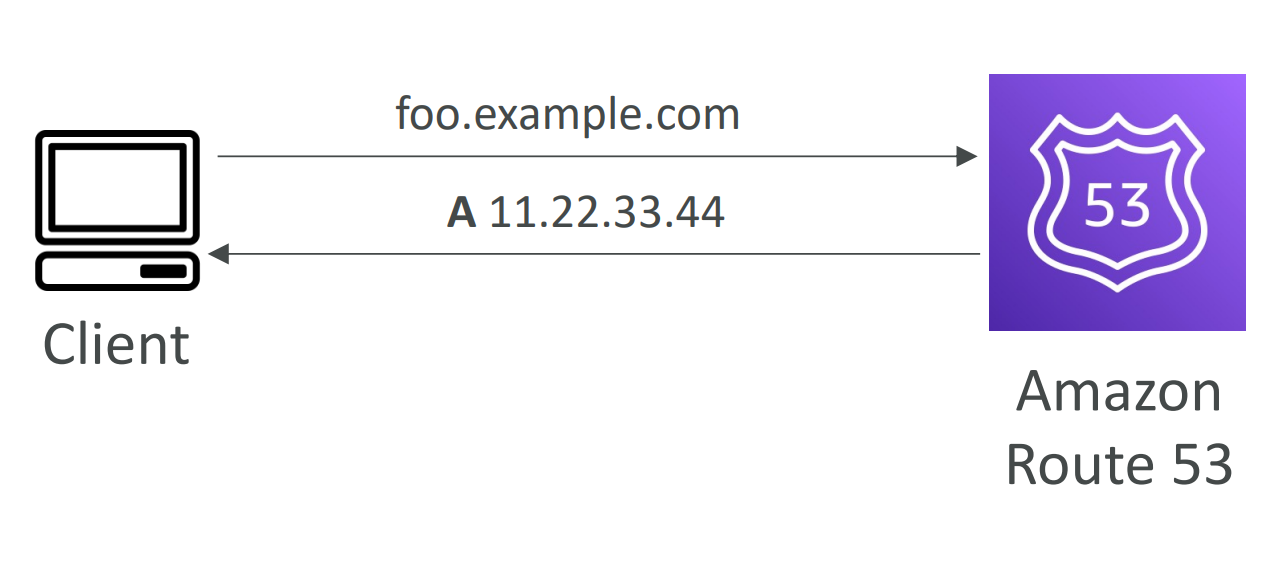 foo.example.com
A 11.22.33.44
53
Client
Amazon
Route 53